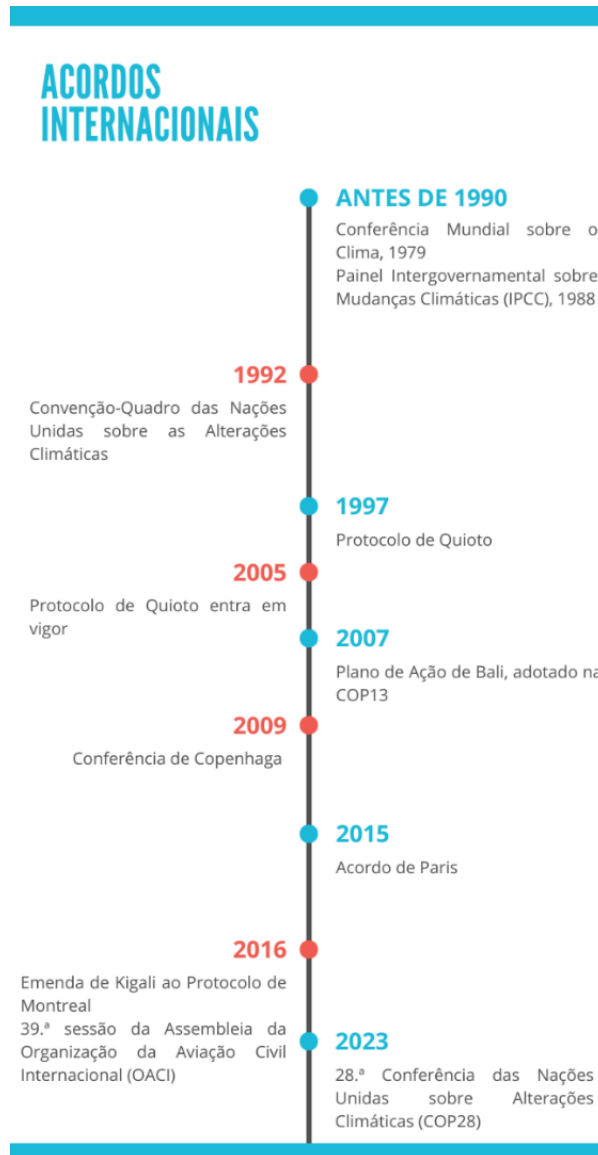 ACORDOS
INTERNACIONAIS
ANTES DE 1990
Conferência Mundial sobre o
Clima, 1979
Painel Intergovernamental sobre
Mudanças Climáticas (IPCC), 1988
1992
Convenção-Quadro das Nações
Unidas sobre as Alterações
Climáticas
1997
Protocolo de Quioto
2005
Protocolo de Quioto entra em
vigor
2007
Plano de Ação de Bali, adotado na
COP13
2009
Conferência de Copenhaga
2015
Acordo de Paris
2016
Emenda de Kigali ao Protocolo de
Montreal
39.ª sessão da Assembleia da
Organização da Aviação Civil
Internacional (OACI)
2023
28.ª Conferência das Nações
Unidas sobre Alterações
Climáticas (COP28)